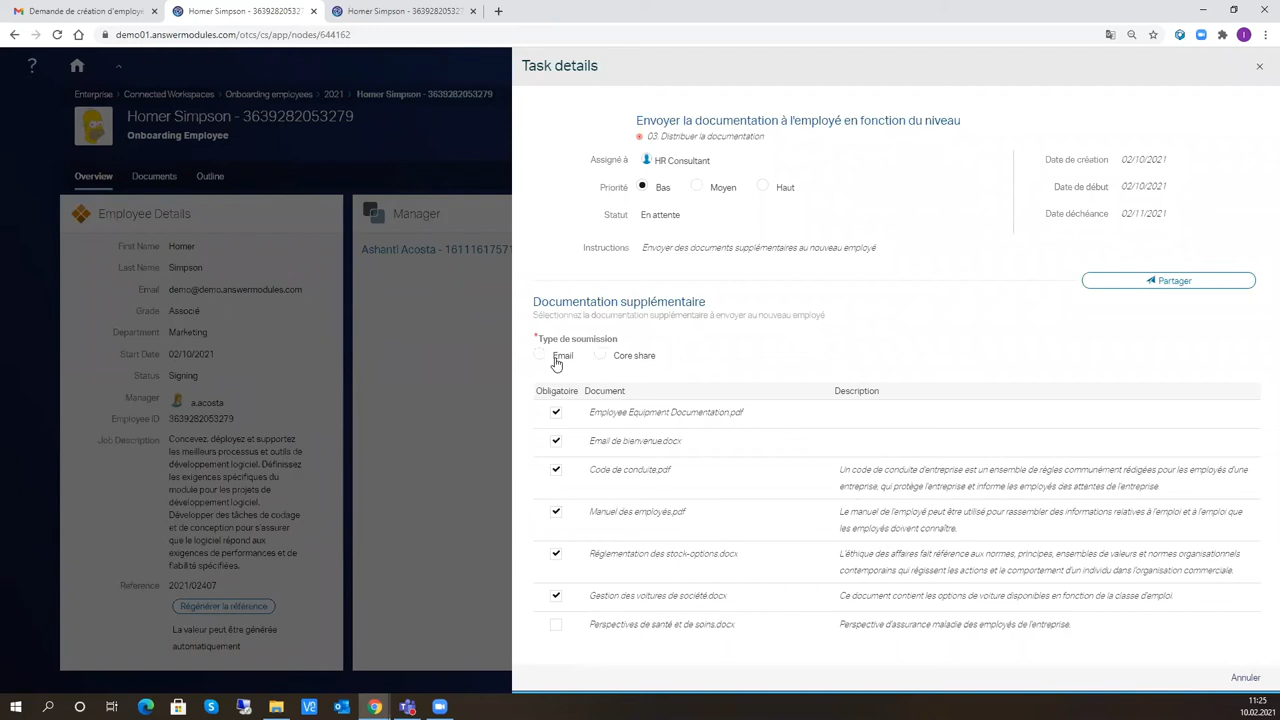 Demande de création d'employé
Homer Simpson - 3639282053279
Homer Simpson - 3639282053279
demo01.answermodules.com/otcs/cs/app/nodes/644162
Enterprise > Connected Workspaces > Onboarding employees > 2021 > Homer Simpson - 3639282053279
Homer Simpson - 3639282053279
Onboarding Employee
Overview Documents Outline
Employee Details
First Name Homer
Last Name Simpson
Email demo@demo.answermodules.com
Grade Associé
Department Marketing
Start Date 02/10/2021
Status Signing
Manager a.acosta
Employee ID 3639282053279
Job Description Concevez, déployez et supportez
les meilleurs processus et outils de
développement logiciel. Définissez
les exigences spécifiques du
module pour les projets de
développement logiciel.
Développer des tâches de codage
et de conception pour s'assurer
que le logiciel répond aux
exigences de performances et de
fiabilité spécifiées.
Reference 2021/02407
Régénérer la référence
La valeur peut être générée
automatiquement
Manager
Ashanti Acosta - 1611161757
Task details
Envoyer la documentation à l'employé en fonction du niveau
03. Distribuer la documentation
Assigné à HR Consultant
Priorité Bas Moyen Haut
Statut En attente
Instructions Envoyer des documents supplémentaires au nouveau employé
Date de création 02/10/2021
Date de début 02/10/2021
Date déchéance 02/11/2021
Partager
Documentation supplémentaire
Sélectionnez la documentation supplémentaire à envoyer au nouveau employé
*Type de soumission
Email Core share
Obligatoire Document Description
Employee Equipment Documentation.pdf
Email de bienvenue.docx
Code de conduite.pdf Un code de conduite d'entreprise est un ensemble de règles communément rédigées pour les employés d'une
entreprise, qui protège l'entreprise et informe les employés des attentes de l'entreprise.
Manuel des employés.pdf Le manuel de l'employé peut être utilisé pour rassembler des informations relatives à l'emploi et à l'emploi que
les employés doivent connaître.
Réglementation des stock-options.docx L'éthique des affaires fait référence aux normes, principes, ensembles de valeurs et normes organisationnels
contemporains qui régissent les actions et le comportement d'un individu dans l'organisation commerciale.
Gestion des voitures de société.docx Ce document contient les options de voiture disponibles en fonction de la classe d'emploi.
Perspectives de santé et de soins.docx Perspective d'assurance maladie des employés de l'entreprise.
Annuler
11:25
10.02.2021